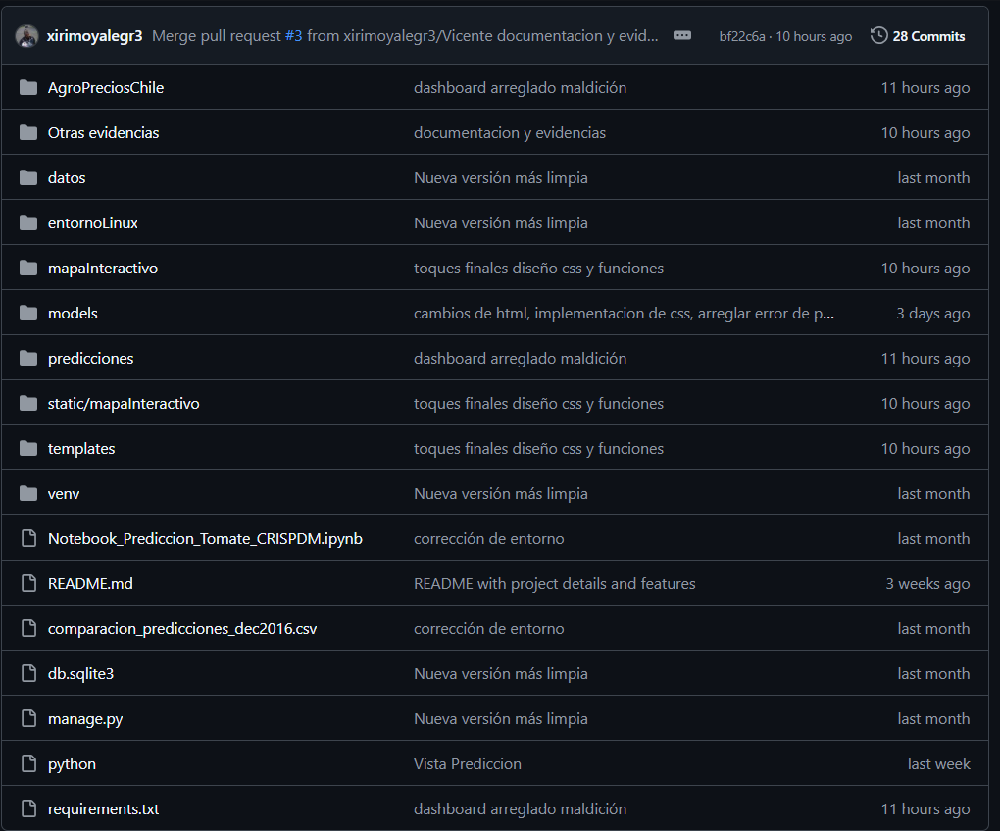 xirimoyalegr3 Merge pull request #3 from xirimoyalegr3/Vicente documentacion y evid... bf22c6a · 10 hours ago 28 Commits
AgroPreciosChile dashboard arreglado maldición 11 hours ago
Otras evidencias documentacion y evidencias 10 hours ago
datos Nueva versión más limpia last month
entornoLinux Nueva versión más limpia last month
mapaInteractivo toques finales diseño css y funciones 10 hours ago
models cambios de html, implementacion de css, arreglar error de p... 3 days ago
predicciones dashboard arreglado maldición 11 hours ago
static/mapaInteractivo toques finales diseño css y funciones 10 hours ago
templates toques finales diseño css y funciones 10 hours ago
venv Nueva versión más limpia last month
Notebook_Prediccion_Tomate_CRISPDM.ipynb corrección de entorno last month
README.md README with project details and features 3 weeks ago
comparacion_predicciones_dec2016.csv corrección de entorno last month
db.sqlite3 Nueva versión más limpia last month
manage.py Nueva versión más limpia last month
python Vista Prediccion last week
requirements.txt dashboard arreglado maldición 11 hours ago